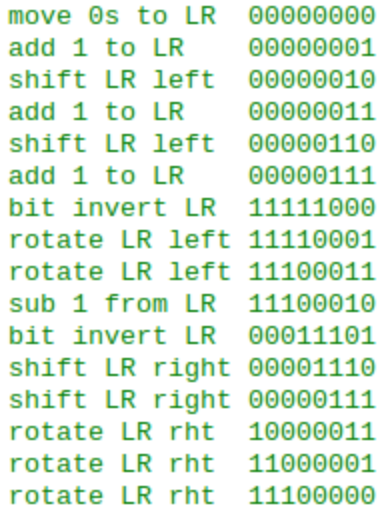 move 0s to LR  00000000
add 1 to LR    00000001
shift LR left  00000010
add 1 to LR    00000011
shift LR left  00000110
add 1 to LR    00000111
bit invert LR  11111000
rotate LR left 11110001
rotate LR left 11100011
sub 1 from LR  11100010
bit invert LR  00011101
shift LR right 00001110
shift LR right 00000111
rotate LR rht  10000011
rotate LR rht  11000001
rotate LR rht  11100000